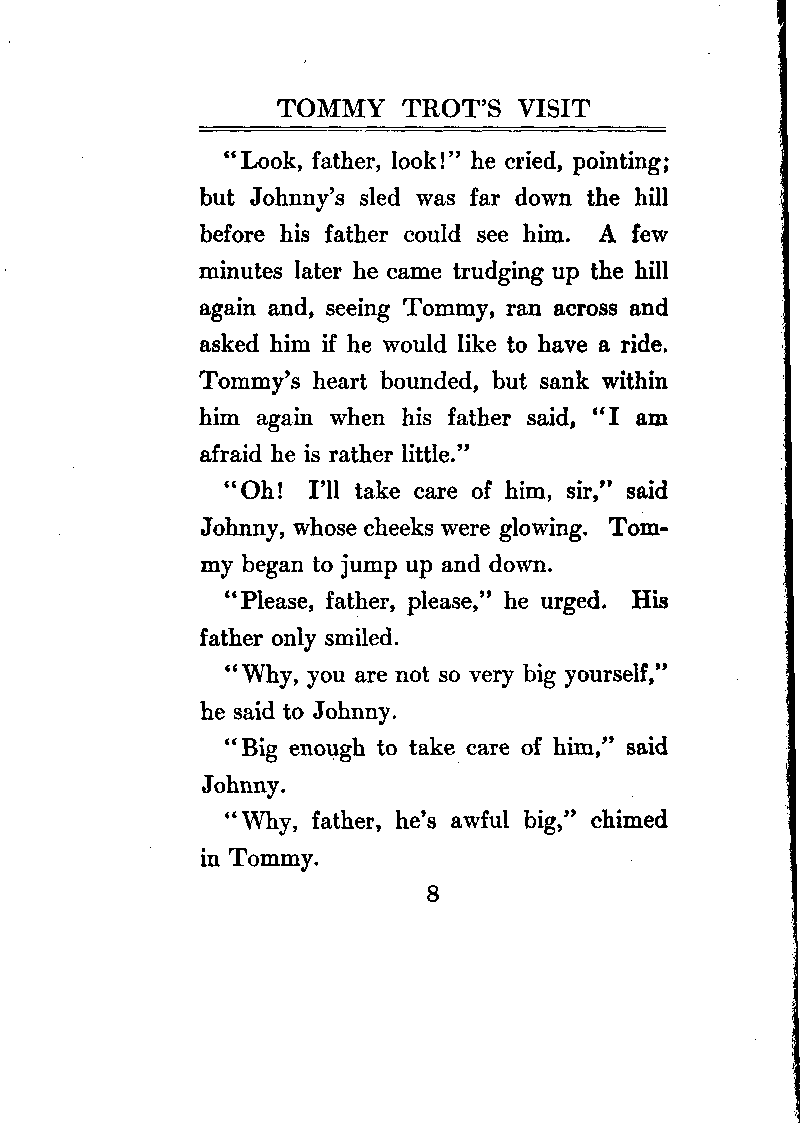 TOMMY TROT'S VISIT
"Look, father, look!" he cried, pointing;
but Johnny's sled was far down the hill
before his father could see him. A few
minutes later he came trudging up the hill
again and, seeing Tommy, ran across and
asked him if he would like to have a ride.
Tommy's heart bounded, but sank within
him again when his father said, "I am
afraid he is rather little."
"Oh! I'll take care of him, sir," said
Johnny, whose cheeks were glowing. Tom-
my began to jump up and down.
"Please, father, please," he urged. His
father only smiled.
"Why, you are not so very big yourself,"
he said to Johnny.
"Big enough to take care of him," said
Johnny.
"Why, father, he's awful big," chimed
in Tommy.
8